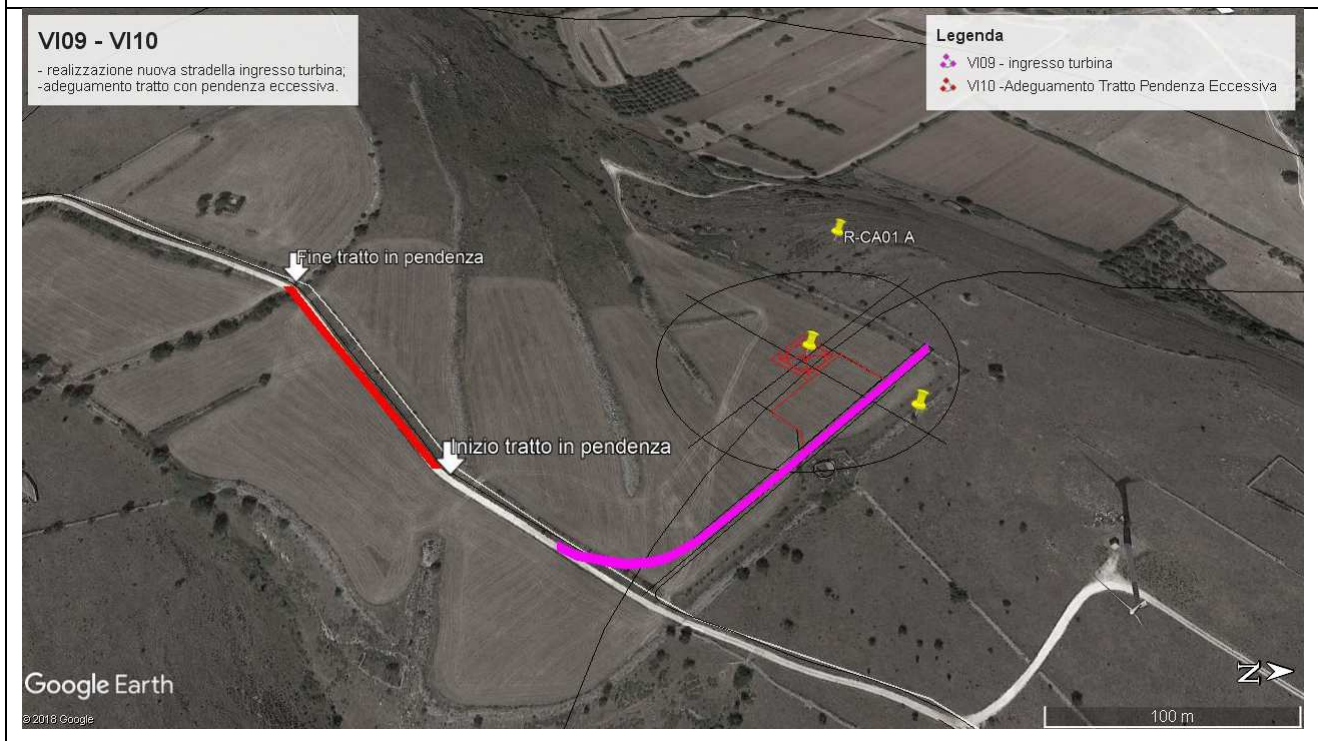 VI09 - VI10
- realizzazione nuova stradella ingresso turbina;
-adeguamento tratto con pendenza eccessiva.
Legenda
VI09 - ingresso turbina
VI10 -Adeguamento Tratto Pendenza Eccessiva
R-CA01 A
Fine tratto in pendenza
Inizio tratto in pendenza
Google Earth
© 2018 Google
N
100 m